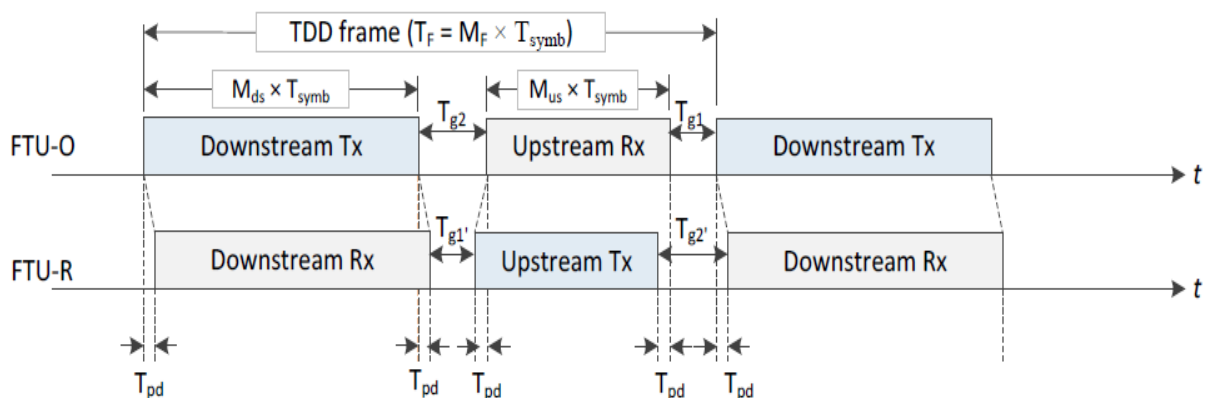 TDD frame (T_F = M_F × T_symb)
M_ds × T_symb
T_g2
M_us × T_symb
T_g1
FTU-O
Downstream Tx
Upstream Rx
Downstream Tx
t
T_g1'
T_g2'
FTU-R
Downstream Rx
Upstream Tx
Downstream Rx
t
T_pd
T_pd
T_pd
T_pd
T_pd